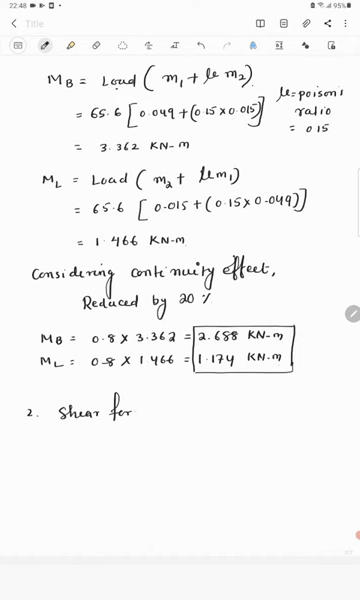 22:48
95%
Title
MB = Load (m1 + μ m2)
= 65.6 [0.049 + (0.15 x 0.015)]
μ = poison's ratio = 0.15
= 3.362 KN-m
ML = Load (m2 + μ m1)
= 65.6 [0.015 + (0.15 x 0.049)]
= 1.466 KN-m
Considering continuity effect,
Reduced by 20 %
MB = 0.8 x 3.362 = 2.688 KN-m
ML = 0.8 x 1.466 = 1.174 KN-m
2. Shear for